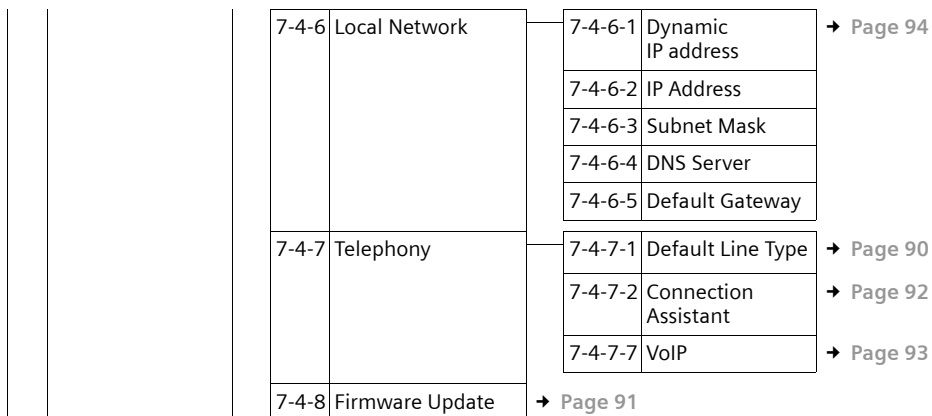 7-4-6 Local Network 7-4-6-1 Dynamic ➔ Page 94
IP address
7-4-6-2 IP Address
7-4-6-3 Subnet Mask
7-4-6-4 DNS Server
7-4-6-5 Default Gateway
7-4-7 Telephony 7-4-7-1 Default Line Type ➔ Page 90
7-4-7-2 Connection ➔ Page 92
Assistant
7-4-7-7 VoIP ➔ Page 93
7-4-8 Firmware Update ➔ Page 91